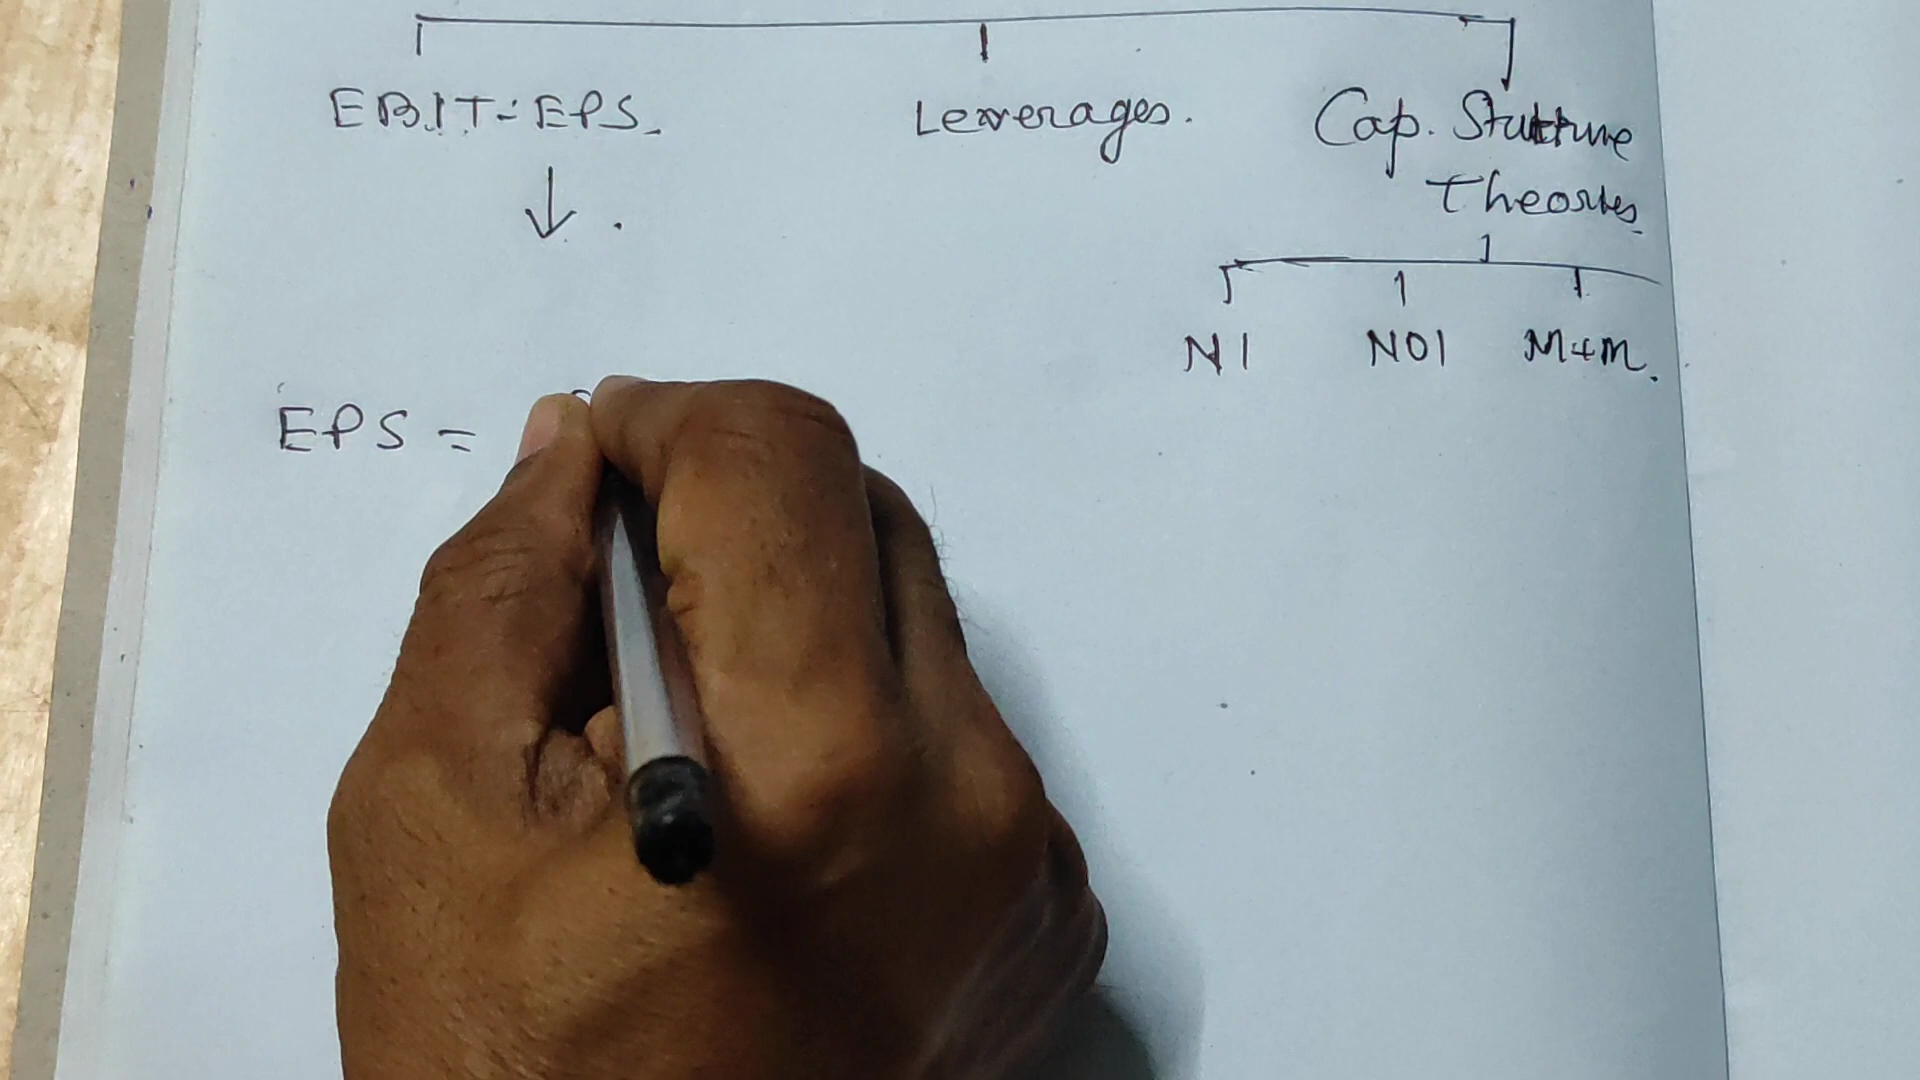 EBIT-EPS. Leverages. Cap. Structure
Theories
NI NOI M+M.
EPS =